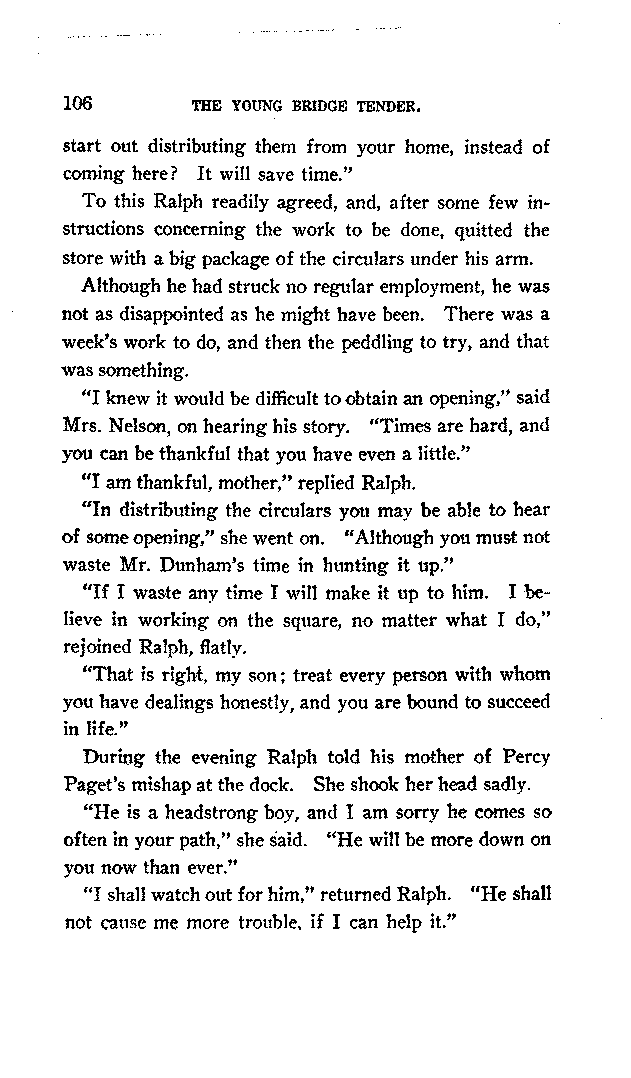 106 THE YOUNG BRIDGE TENDER.
start out distributing them from your home, instead of
coming here? It will save time."
To this Ralph readily agreed, and, after some few in-
structions concerning the work to be done, quitted the
store with a big package of the circulars under his arm.
Although he had struck no regular employment, he was
not as disappointed as he might have been. There was a
week's work to do, and then the peddling to try, and that
was something.
"I knew it would be difficult to obtain an opening," said
Mrs. Nelson, on hearing his story. "Times are hard, and
you can be thankful that you have even a little."
"I am thankful, mother," replied Ralph.
"In distributing the circulars you may be able to hear
of some opening," she went on. "Although you must not
waste Mr. Dunham's time in hunting it up."
"If I waste any time I will make it up to him. I be-
lieve in working on the square, no matter what I do,"
rejoined Ralph, flatly.
"That is right, my son; treat every person with whom
you have dealings honestly, and you are bound to succeed
in life."
During the evening Ralph told his mother of Percy
Paget's mishap at the dock. She shook her head sadly.
"He is a headstrong boy, and I am sorry he comes so
often in your path," she said. "He will be more down on
you now than ever."
"I shall watch out for him," returned Ralph. "He shall
not cause me more trouble, if I can help it."